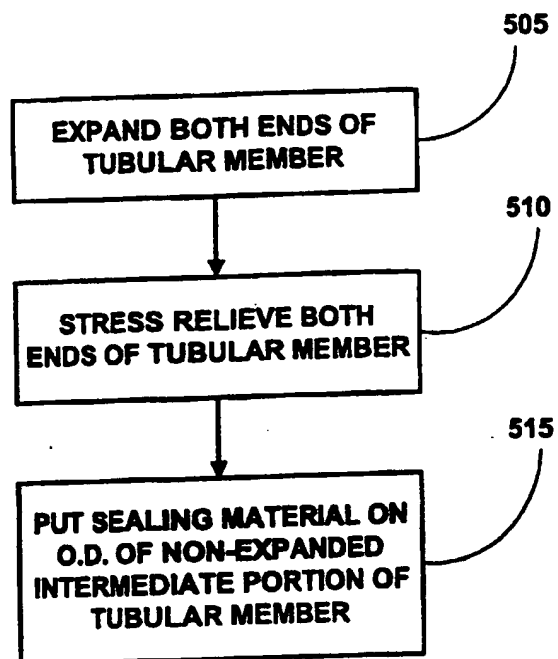 505
EXPAND BOTH ENDS OF
TUBULAR MEMBER
510
STRESS RELIEVE BOTH
ENDS OF TUBULAR MEMBER
515
PUT SEALING MATERIAL ON
O.D. OF NON-EXPANDED
INTERMEDIATE PORTION OF
TUBULAR MEMBER